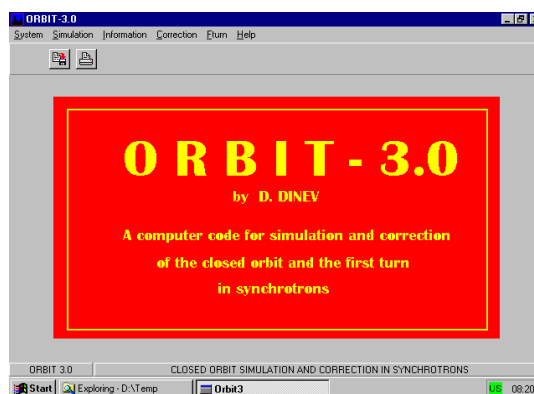 ORBIT-3.0
System Simulation Information Correction Fturn Help
ORBIT-3.0
by D. DINEV
A computer code for simulation and correction
of the closed orbit and the first turn
in synchrotrons
ORBIT 3.0 CLOSED ORBIT SIMULATION AND CORRECTION IN SYNCHROTRONS
Start Exploring - D:\Temp Orbit3 US 08:20